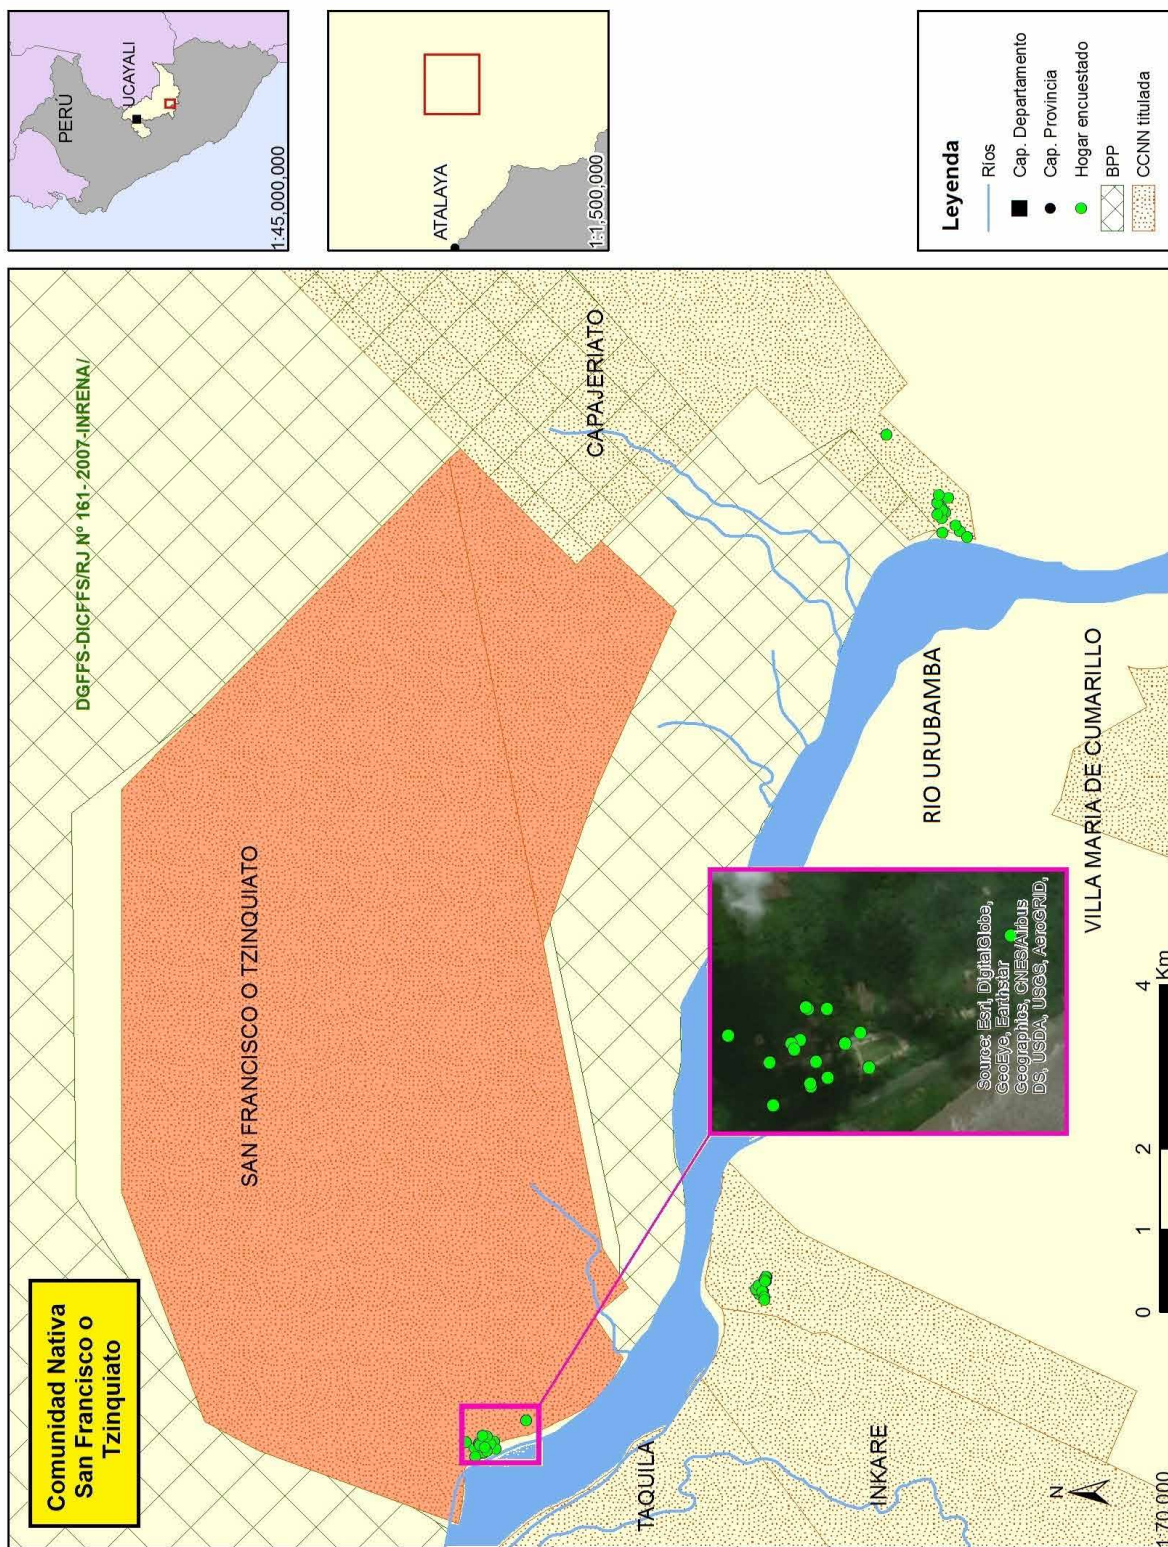 Comunidad Nativa
San Francisco o
Tzinquiato
DGFFS-DICFFS/RJ Nº 161- 2007-INRENA/
SAN FRANCISCO O TZINQUIATO
CAPAJERIATO
TAQUILA
INKARE
RIO URUBAMBA
VILLA MARIA DE CUMARILLO
Source: Esri, DigitalGlobe,
GeoEye, Earthstar
Geographics, CNES/Airbus
DS, USDA, USGS, AeroGRID,
N
1:70,000
0 1 2 4
Km
PERÚ
UCAYALI
1:45,000,000
ATALAYA
1:1,500,000
Leyenda
Ríos
Cap. Departamento
Cap. Provincia
Hogar encuestado
BPP
CCNN titulada